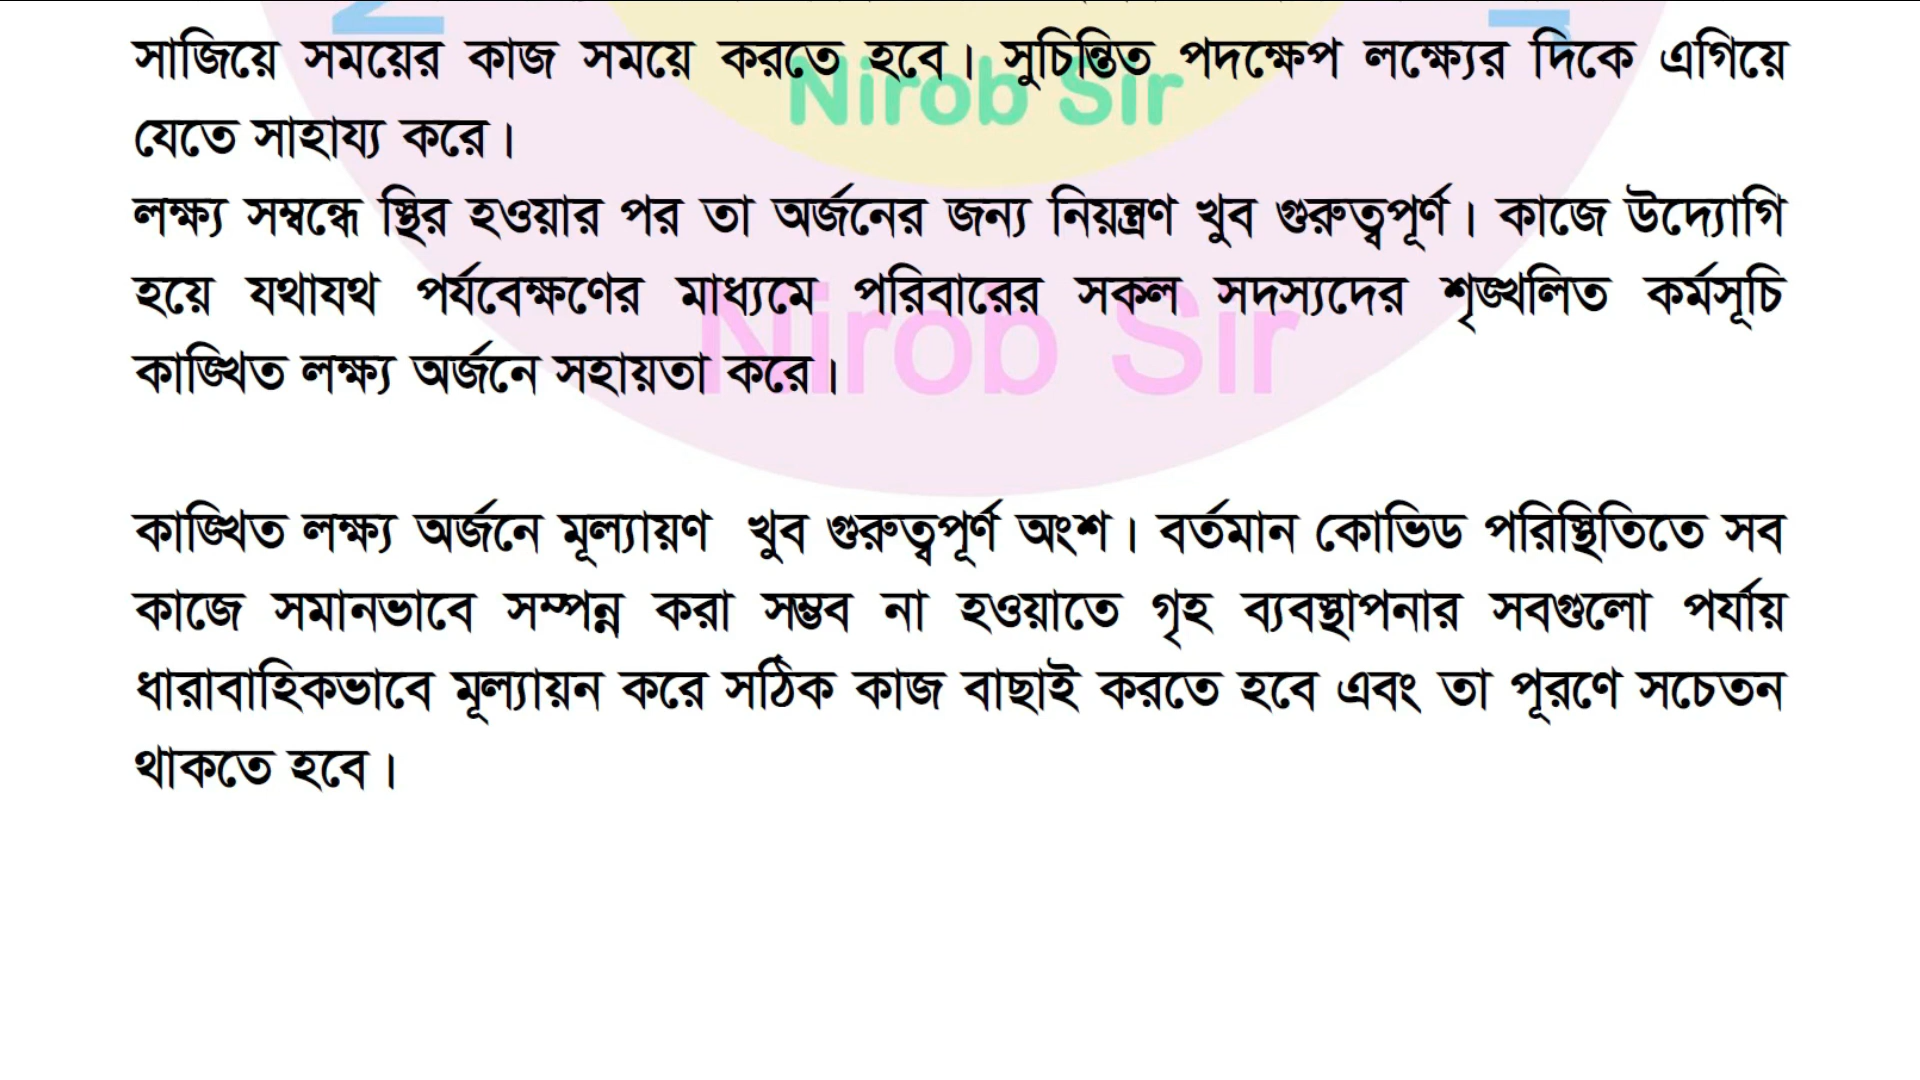 সাজিয়ে সময়ের কাজ সময়ে করতে হবে। সুচিন্তিত পদক্ষেপ লক্ষ্যের দিকে এগিয়ে
Nirob Sir
যেতে সাহায্য করে।
লক্ষ্য সম্বন্ধে স্থির হওয়ার পর তা অর্জনের জন্য নিয়ন্ত্রণ খুব গুরুত্বপূর্ণ। কাজে উদ্যোগি
হয়ে যথাযথ পর্যবেক্ষণের মাধ্যমে পরিবারের সকল সদস্যদের শৃঙ্খলিত কর্মসূচি
Nirob Sir
কাঙ্খিত লক্ষ্য অর্জনে সহায়তা করে।
কাঙ্খিত লক্ষ্য অর্জনে মূল্যায়ণ খুব গুরুত্বপূর্ণ অংশ। বর্তমান কোভিড পরিস্থিতিতে সব
কাজে সমানভাবে সম্পন্ন করা সম্ভব না হওয়াতে গৃহ ব্যবস্থাপনার সবগুলো পর্যায়
ধারাবাহিকভাবে মূল্যায়ন করে সঠিক কাজ বাছাই করতে হবে এবং তা পূরণে সচেতন
থাকতে হবে।